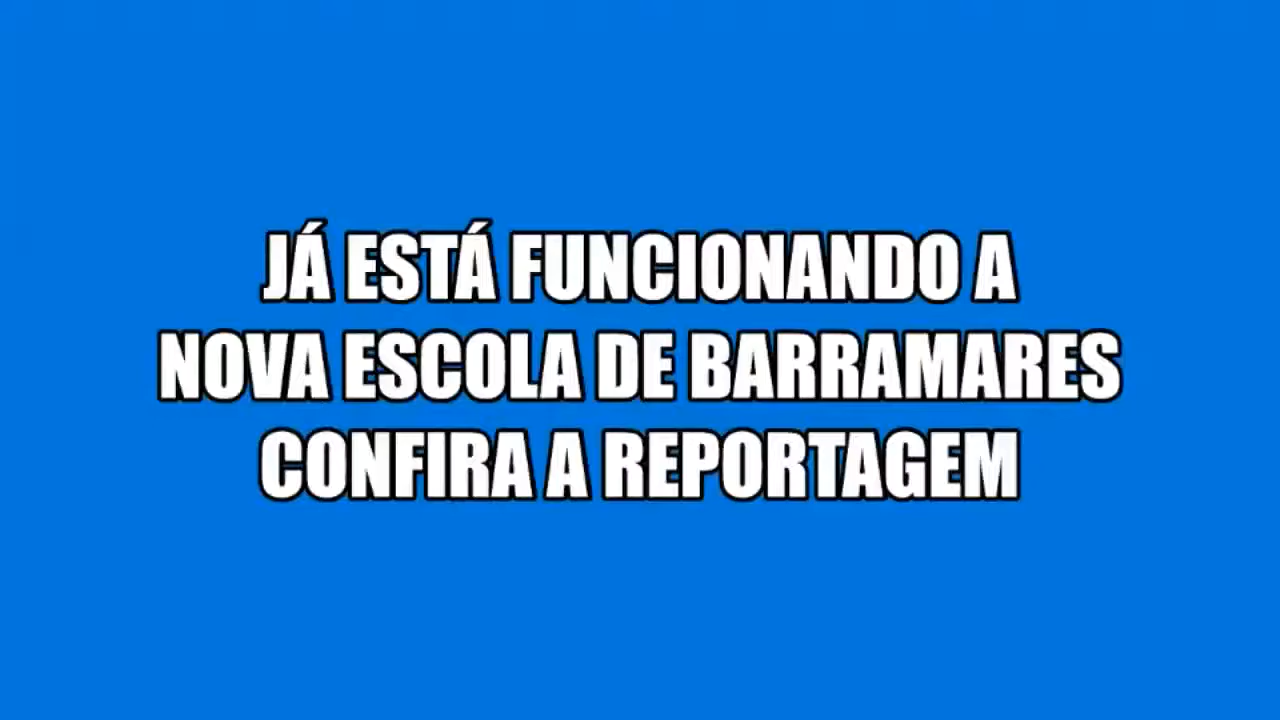 JÁ ESTÁ FUNCIONANDO A
NOVA ESCOLA DE BARRAMARES
CONFIRA A REPORTAGEM